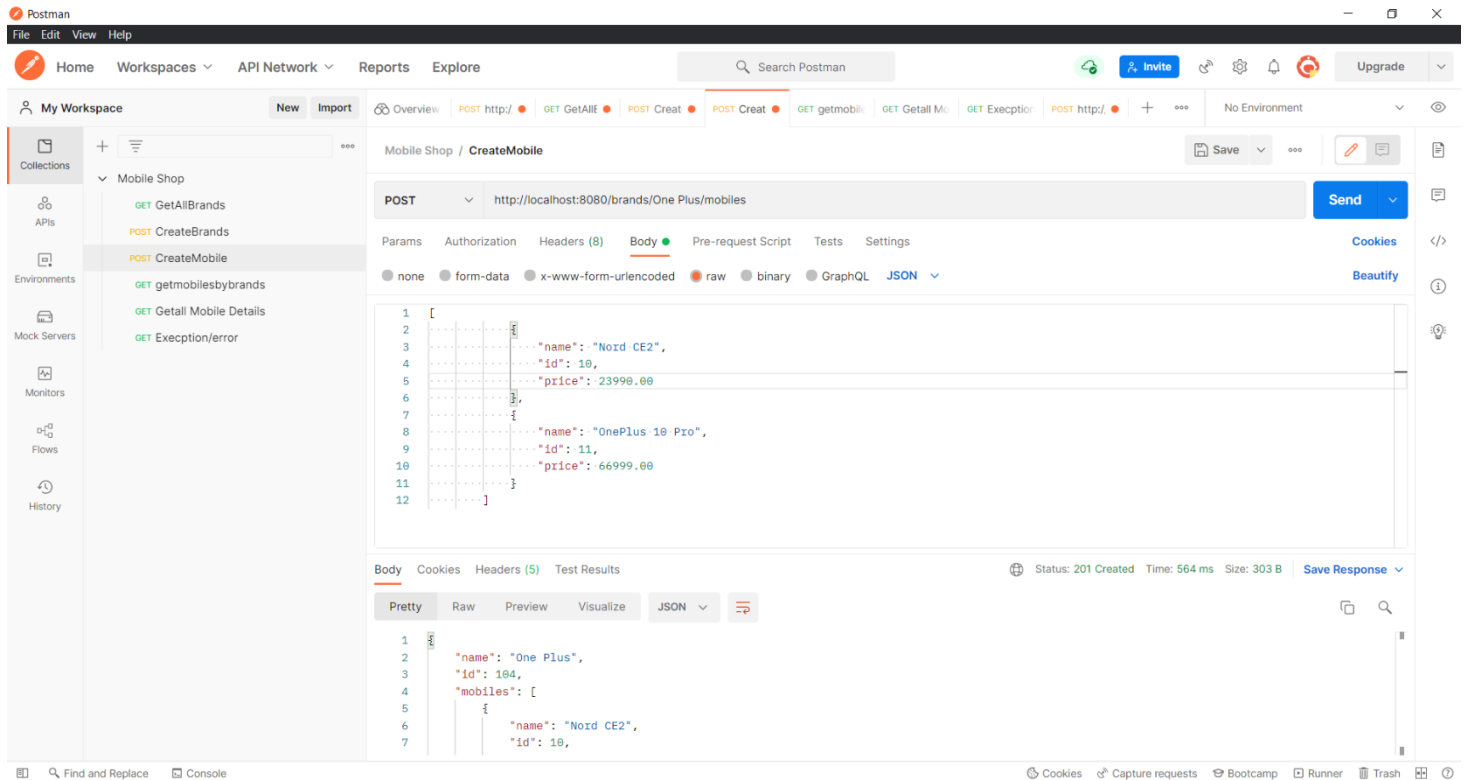 Postman
File Edit View Help
Home Workspaces API Network Reports Explore Search Postman Invite Upgrade
My Workspace New Import Overview POST http:/ GET GetAllE POST Creat POST Creat GET getmobile GET Getall Mo GET Execption POST http:/ No Environment
Collections
APIs
Environments
Mock Servers
Monitors
Flows
History
Mobile Shop
GET GetAllBrands
POST CreateBrands
POST CreateMobile
GET getmobilesbybrands
GET Getall Mobile Details
GET Execption/error
Mobile Shop / CreateMobile Save
POST http://localhost:8080/brands/One Plus/mobiles Send
Params Authorization Headers (8) Body Pre-request Script Tests Settings Cookies
none form-data x-www-form-urlencoded raw binary GraphQL JSON Beautify
1 [
2 {
3 "name": "Nord CE2",
4 "id": 10,
5 "price": 23990.00
6 },
7 {
8 "name": "OnePlus 10 Pro",
9 "id": 11,
10 "price": 66999.00
11 }
12 ]
Body Cookies Headers (5) Test Results Status: 201 Created Time: 564 ms Size: 303 B Save Response
Pretty Raw Preview Visualize JSON
1 {
2 "name": "One Plus",
3 "id": 104,
4 "mobiles": [
5 {
6 "name": "Nord CE2",
7 "id": 10,
Find and Replace Console Cookies Capture requests Bootcamp Runner Trash